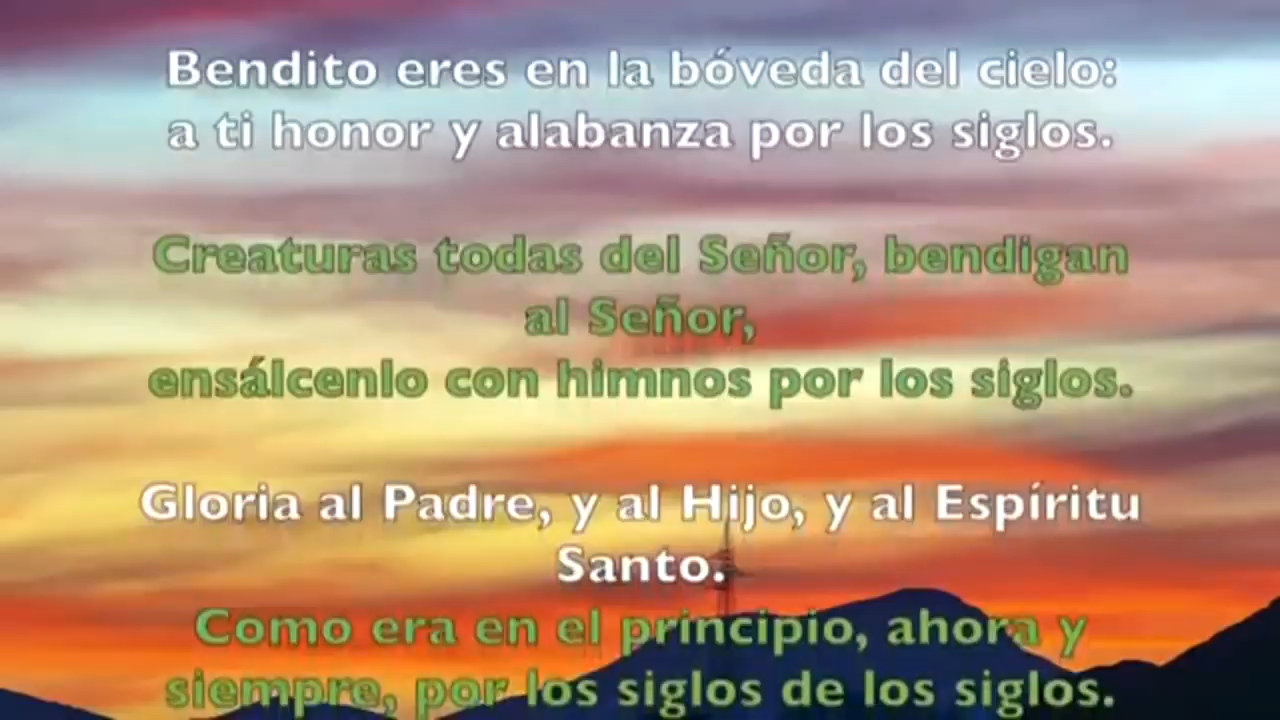 Bendito eres en la bóveda del cielo:
a ti honor y alabanza por los siglos.
Creaturas todas del Señor, bendigan
al Señor,
ensálcenlo con himnos por los siglos.
Gloria al Padre, y al Hijo, y al Espíritu
Santo.
Como era en el principio, ahora y
siempre, por los siglos de los siglos.